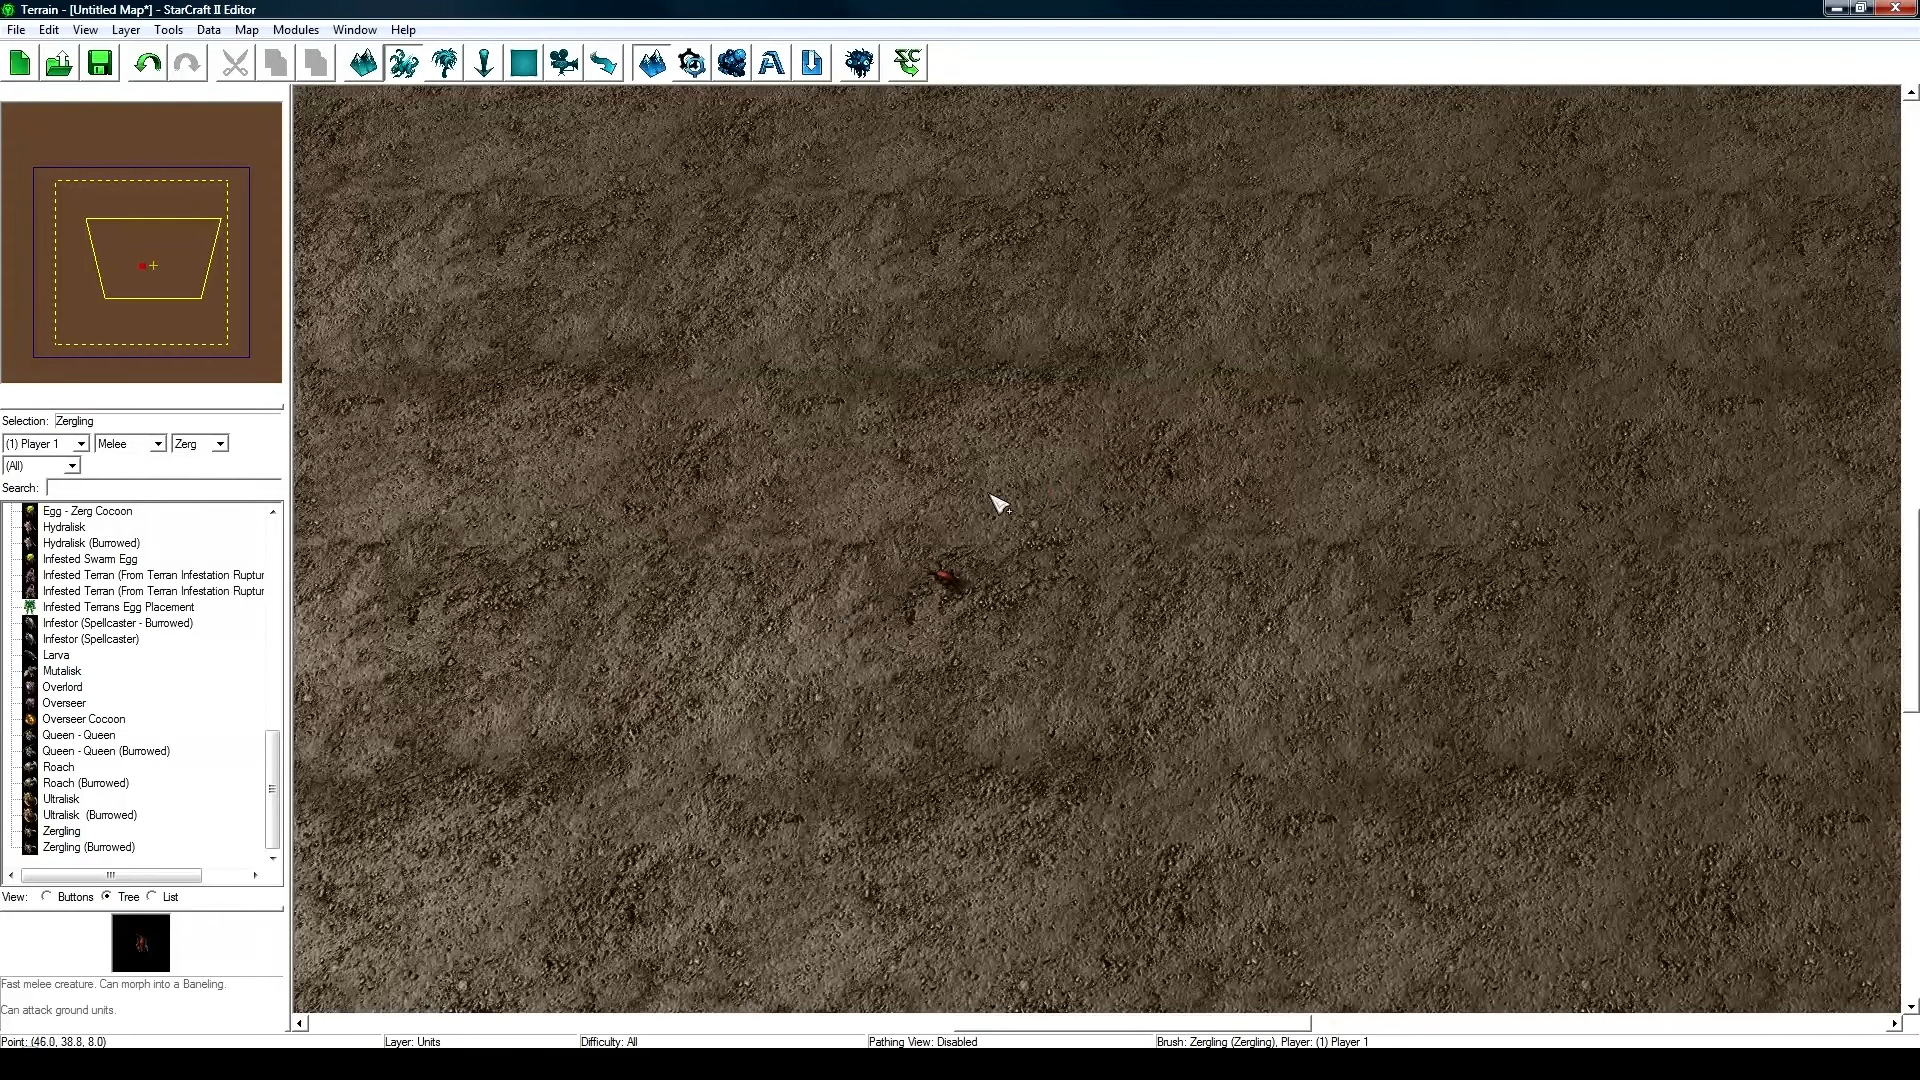 Terrain - [Untitled Map*] - StarCraft II Editor
File Edit View Layer Tools Data Map Modules Window Help
Selection: Zergling
(1) Player 1 Melee Zerg
(All)
Search:
Egg - Zerg Cocoon
Hydralisk
Hydralisk (Burrowed)
Infested Swarm Egg
Infested Terran (From Terran Infestation Ruptur
Infested Terran (From Terran Infestation Ruptur
Infested Terrans Egg Placement
Infestor (Spellcaster - Burrowed)
Infestor (Spellcaster)
Larva
Mutalisk
Overlord
Overseer
Overseer Cocoon
Queen - Queen
Queen - Queen (Burrowed)
Roach
Roach (Burrowed)
Ultralisk
Ultralisk (Burrowed)
Zergling
Zergling (Burrowed)
View: Buttons Tree List
Fast melee creature. Can morph into a Baneling.
Can attack ground units.
Point: (46.0, 38.8, 8.0) Layer: Units Difficulty: All Pathing View: Disabled Brush: Zergling (Zergling), Player: (1) Player 1